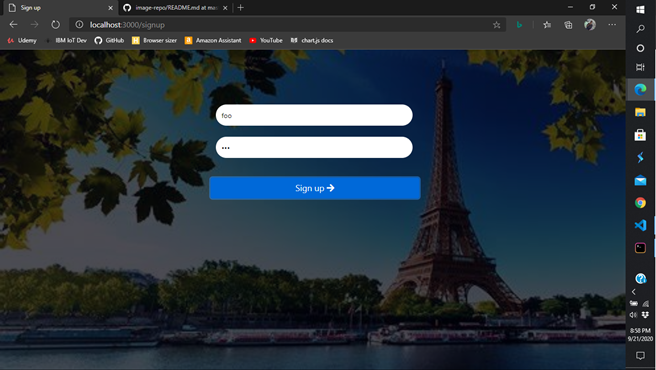 Sign up
image-repo/README.md at mas
localhost:3000/signup
Udemy
IBM IoT Dev
GitHub
Browser sizer
Amazon Assistant
YouTube
chart.js docs
foo
•••
Sign up →
8:58 PM
9/21/2020